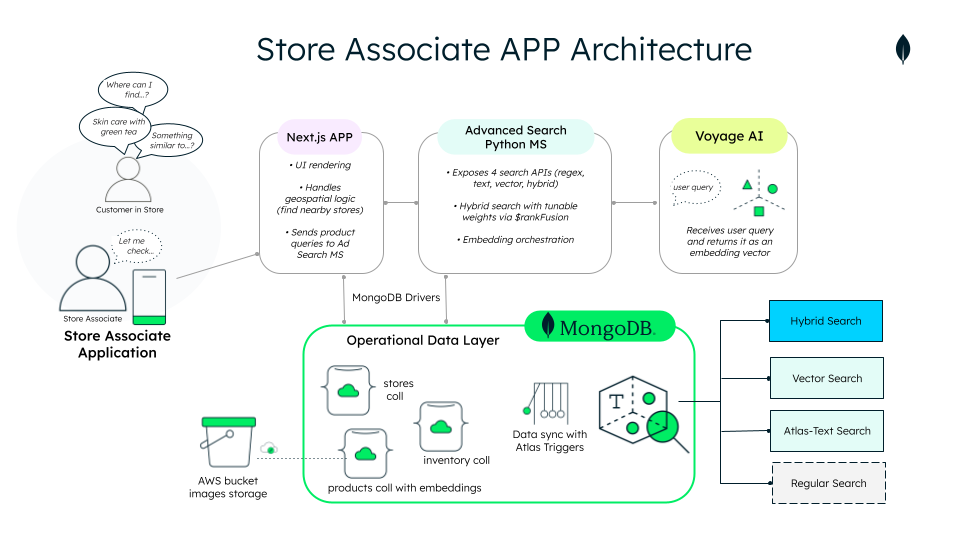 Store Associate APP Architecture
Where can I
find...?
Skin care with
green tea
Something
similar to...?
Customer in Store
Let me
check...
Store Associate
Store Associate
Application
Next.js APP
• UI rendering
• Handles
geospatial logic
(find nearby stores)
• Sends product
queries to Ad
Search MS
Advanced Search
Python MS
• Exposes 4 search APIs (regex,
text, vector, hybrid)
• Hybrid search with tunable
weights via $rankFusion
• Embedding orchestration
Voyage AI
user query
Receives user query
and returns it as an
embedding vector
MongoDB Drivers
MongoDB.
Operational Data Layer
stores
coll
inventory coll
products coll with embeddings
Data sync with
Atlas Triggers
T
AWS bucket
images storage
Hybrid Search
Vector Search
Atlas-Text Search
Regular Search